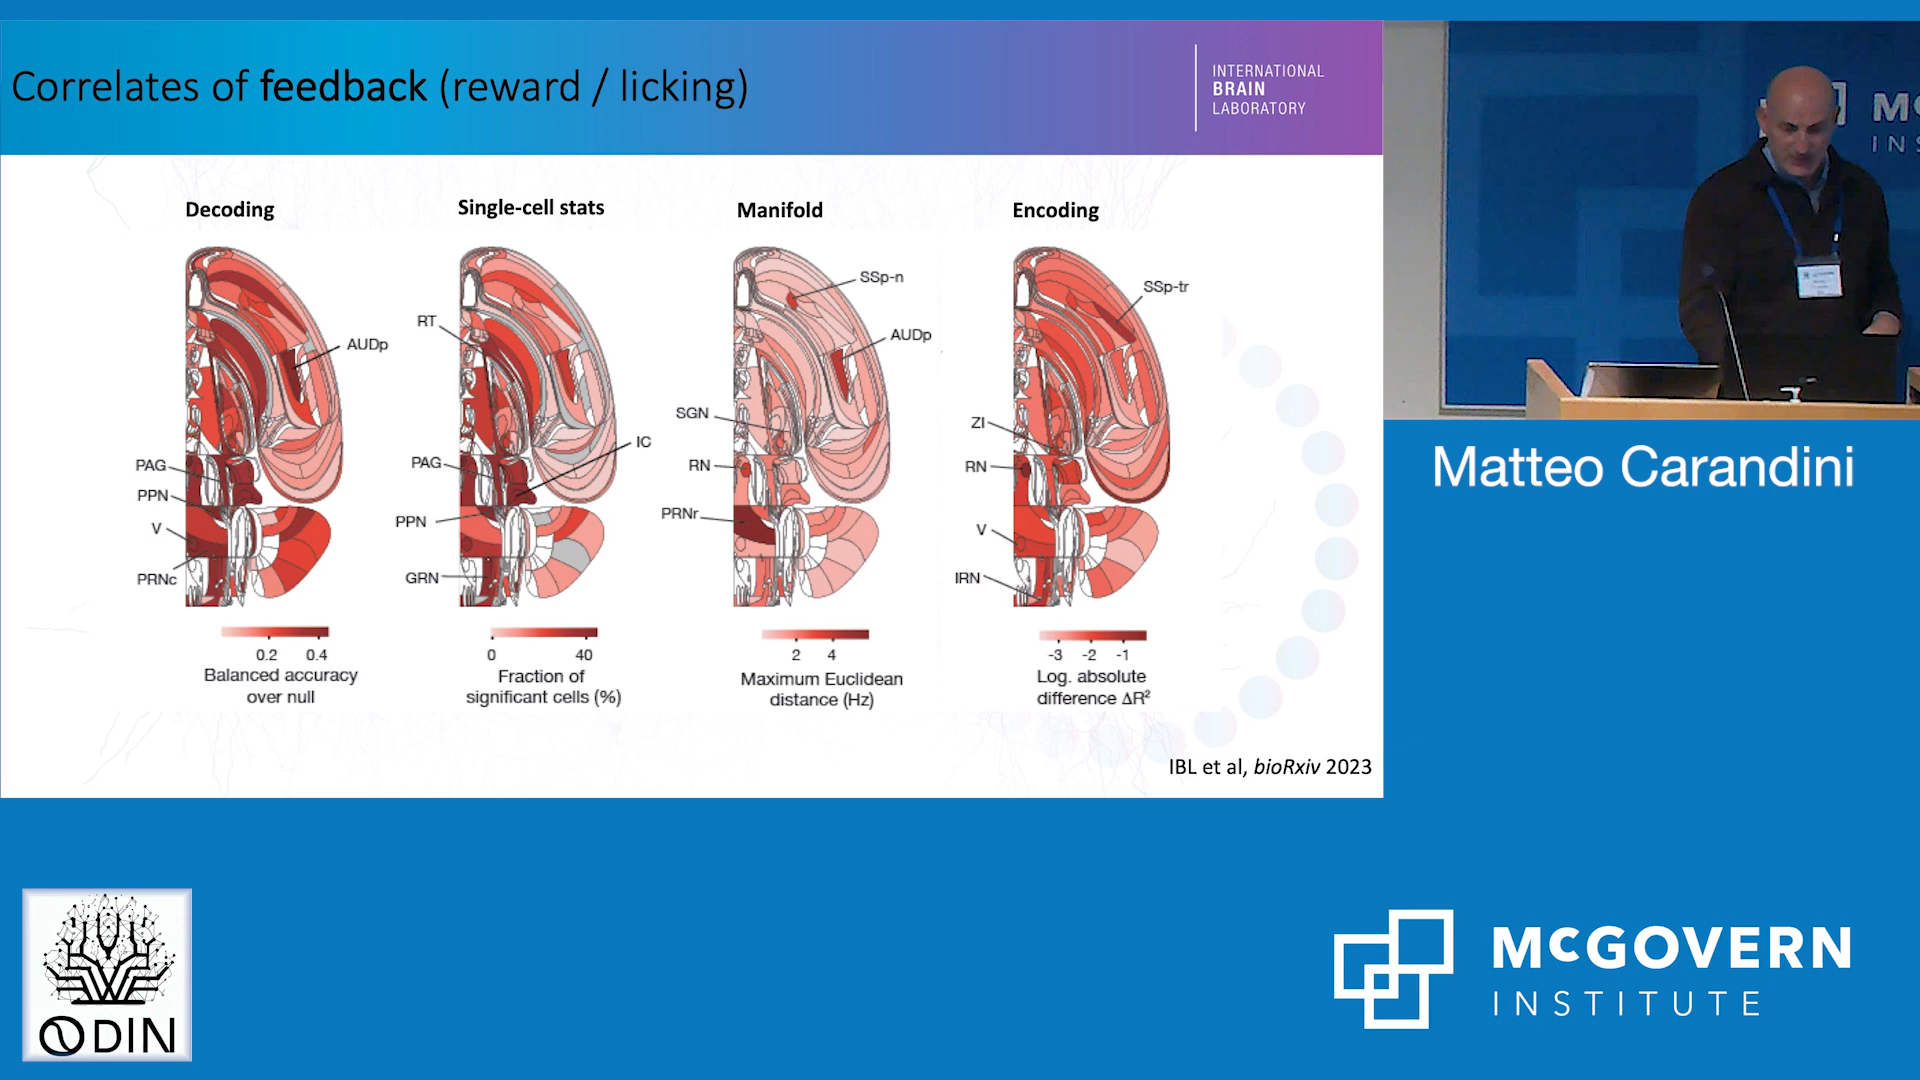 Correlates of feedback (reward / licking)
INTERNATIONAL
BRAIN
LABORATORY
Decoding
Single-cell stats
Manifold
Encoding
AUDp
PAG
PPN
V
PRNc
0.2 0.4
Balanced accuracy
over null
RT
IC
PAG
PPN
GRN
0 40
Fraction of
significant cells (%)
SSp-n
AUDp
SGN
RN
PRNr
2 4
Maximum Euclidean
distance (Hz)
SSp-tr
ZI
RN
V
IRN
-3 -2 -1
Log. absolute
difference ΔR²
IBL et al, bioRxiv 2023
Matteo Carandini
ODIN
McGOVERN
INSTITUTE